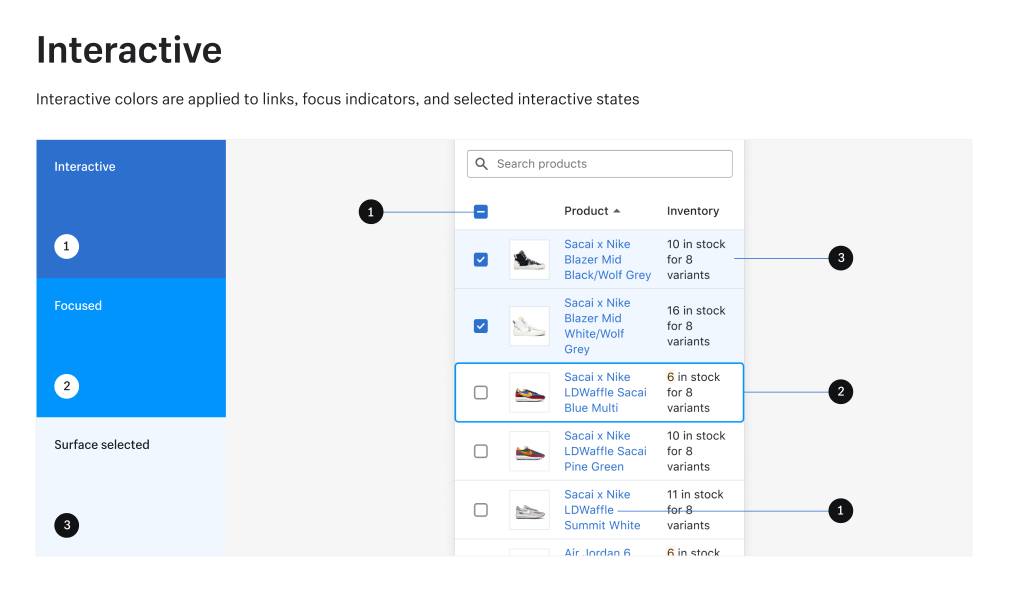 Interactive
Interactive colors are applied to links, focus indicators, and selected interactive states
Interactive
1
Focused
2
Surface selected
3
Search products
1
Product
Inventory
Sacai x Nike
Blazer Mid
Black/Wolf Grey
10 in stock
for 8
variants
3
Sacai x Nike
Blazer Mid
White/Wolf
Grey
16 in stock
for 8
variants
Sacai x Nike
LDWaffle Sacai
Blue Multi
6 in stock
for 8
variants
2
Sacai x Nike
LDWaffle Sacai
Pine Green
10 in stock
for 8
variants
Sacai x Nike
LDWaffle
Summit White
11 in stock
for 8
variants
1
Air Jordan 6
6 in stock